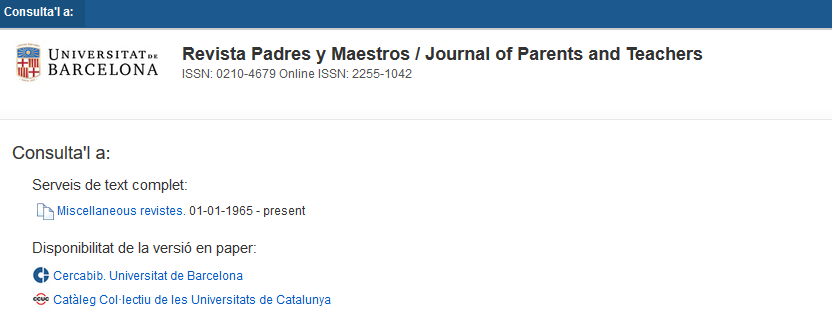 Consulta'l a:
UNIVERSITAT DE
BARCELONA
Revista Padres y Maestros / Journal of Parents and Teachers
ISSN: 0210-4679 Online ISSN: 2255-1042
Consulta'l a:
Serveis de text complet:
Miscellaneous revistes. 01-01-1965 - present
Disponibilitat de la versió en paper:
Cercabib. Universitat de Barcelona
CCUC
Catàleg Col·lectiu de les Universitats de Catalunya